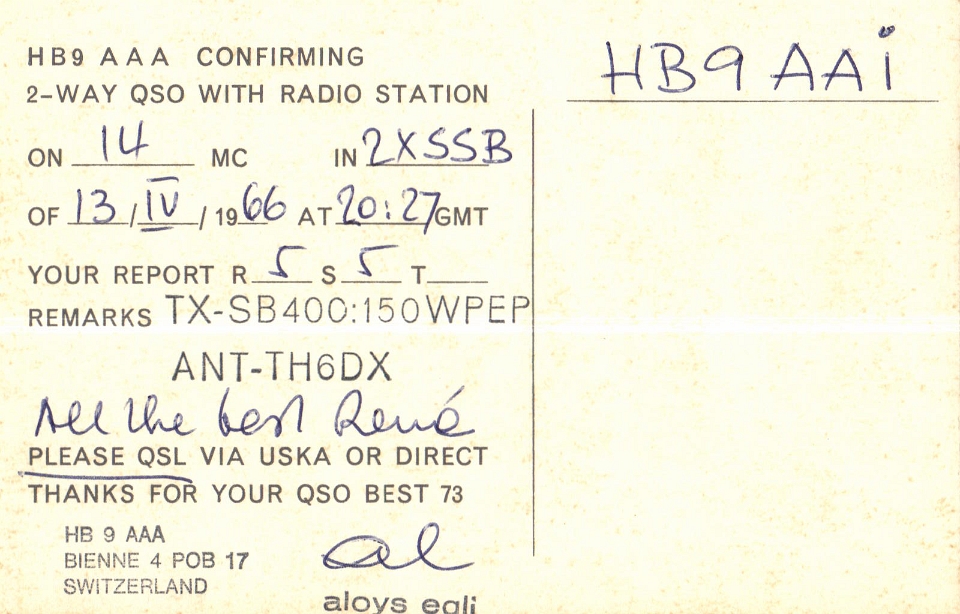 HB9 AAA CONFIRMING
2-WAY QSO WITH RADIO STATION
HB9 AAi
ON 14 MC IN 2XSSB
OF 13 / IV / 1966 AT 20:27 GMT
YOUR REPORT R 5 S 5 T
REMARKS TX-SB400:150WPEP
ANT-TH6DX
All the best René
PLEASE QSL VIA USKA OR DIRECT
THANKS FOR YOUR QSO BEST 73
HB 9 AAA
BIENNE 4 POB 17
SWITZERLAND
al
aloys egli